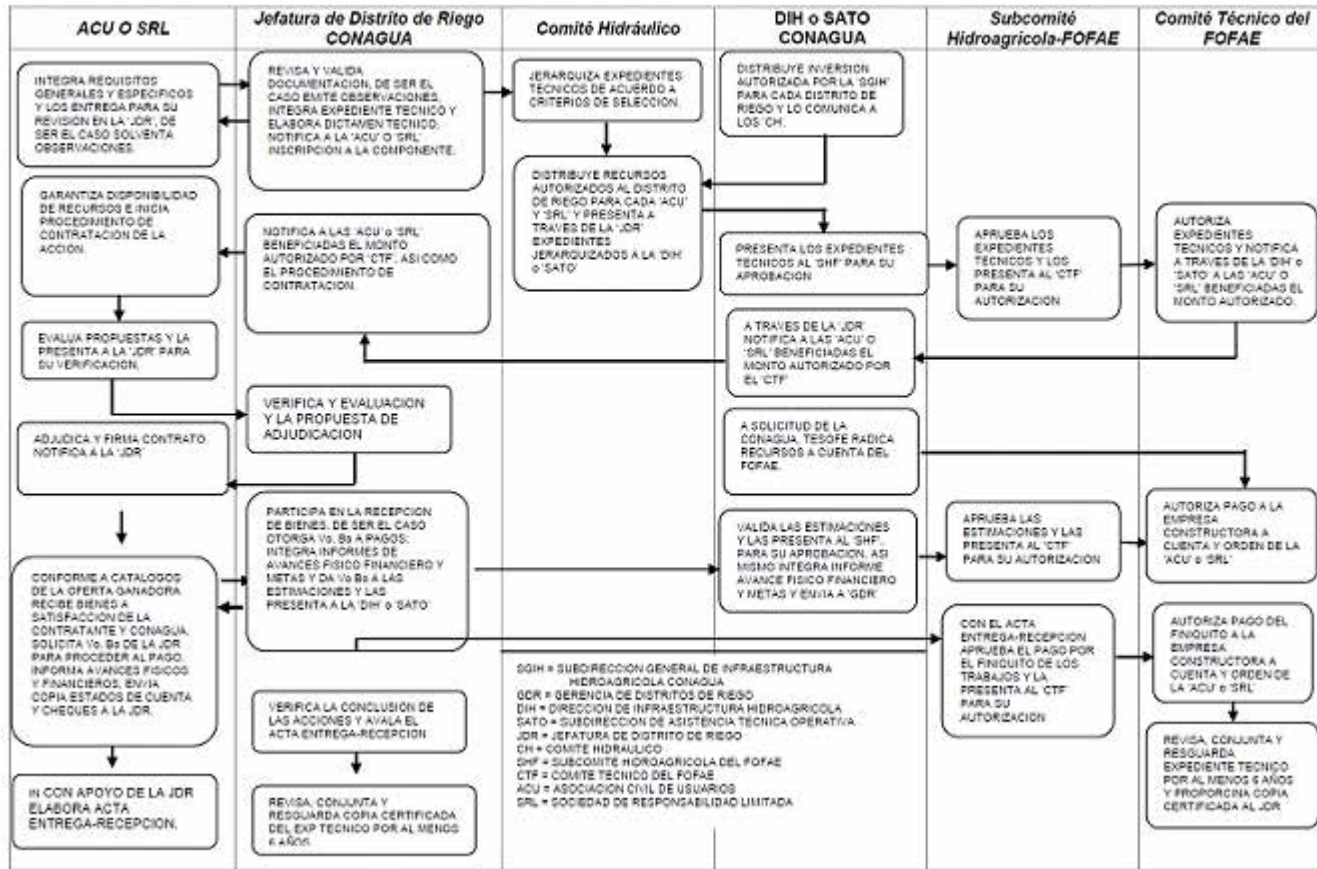 ACU O SRL
Jefatura de Distrito de Riego
CONAGUA
Comité Hidráulico
DIH o SATO
CONAGUA
Subcomité
Hidroagricola-FOFAE
Comité Técnico del
FOFAE
INTEGRA REQUISITOS
GENERALES Y ESPECIFICOS
Y LOS ENTREGA PARA SU
REVISION EN LA 'JDR', DE
SER EL CASO SOLVENTA
OBSERVACIONES.
REVISA Y VALIDA
DOCUMENTACION, DE SER EL
CASO EMITE OBSERVACIONES,
INTEGRA EXPEDIENTE TECNICO Y
ELABORA DICTAMEN TECNICO.
NOTIFICA A LA 'ACU' O 'SRL'
INSCRIPCION A LA COMPONENTE.
JERARQUIZA EXPEDIENTES
TECNICOS DE ACUERDO A
CRITERIOS DE SELECCION.
DISTRIBUYE INVERSION
AUTORIZADA POR LA 'SGIH'
PARA CADA DISTRITO DE
RIEGO Y LO COMUNICA A
LOS 'CH'.
GARANTIZA DISPONIBILIDAD
DE RECURSOS E INICIA
PROCEDIMIENTO DE
CONTRATACION DE LA
ACCION.
NOTIFICA A LAS 'ACU' o 'SRL'
BENEFICIADAS EL MONTO
AUTORIZADO POR 'CTF', ASI COMO
EL PROCEDIMIENTO DE
CONTRATACION.
DISTRIBUYE RECURSOS
AUTORIZADOS AL DISTRITO
DE RIEGO PARA CADA 'ACU'
Y 'SRL' Y PRESENTA A
TRAVES DE LA 'JDR'
EXPEDIENTES
JERARQUIZADOS A LA 'DIH'
o 'SATO'
PRESENTA LOS EXPEDIENTES
TECNICOS AL 'SHF' PARA SU
APROBACION
APRUEBA LOS
EXPEDIENTES
TECNICOS Y LOS
PRESENTA AL 'CTF'
PARA SU
AUTORIZACION
AUTORIZA
EXPEDIENTES
TECNICOS Y NOTIFICA
A TRAVES DE LA 'DIH' o
'SATO' A LAS 'ACU' o
'SRL' BENEFICIADAS EL
MONTO AUTORIZADO.
EVALUA PROPUESTAS Y LA
PRESENTA A LA 'JDR' PARA
SU VERIFICACION.
A TRAVES DE LA 'JDR'
NOTIFICA A LAS 'ACU' O
'SRL' BENEFICIADAS EL
MONTO AUTORIZADO POR
EL 'CTF'
VERIFICA Y EVALUACION
Y LA PROPUESTA DE
ADJUDICACION
ADJUDICA Y FIRMA CONTRATO.
NOTIFICA A LA 'JDR'
A SOLICITUD DE LA
CONAGUA, TESOFE RADICA
RECURSOS A CUENTA DEL
FOFAE.
PARTICIPA EN LA RECEPCION
DE BIENES. DE SER EL CASO
OTORGA Vo. Bo A PAGOS;
INTEGRA INFORMES DE
AVANCES FISICO FINANCIERO Y
METAS Y DA Vo Bo A LAS
ESTIMACIONES Y LAS
PRESENTA A LA 'DIH' o 'SATO'
VALIDA LAS ESTIMACIONES
Y LAS PRESENTA AL 'SHF',
PARA SU APROBACION, ASI
MISMO INTEGRA INFORME
AVANCE FISICO FINANCIERO
Y METAS Y ENVIA A 'GDR'
APRUEBA LAS
ESTIMACIONES Y LAS
PRESENTA AL 'CTF'
PARA SU AUTORIZACION
AUTORIZA PAGO A LA
EMPRESA
CONSTRUCTORA A
CUENTA Y ORDEN DE LA
'ACU' o 'SRL'
CONFORME A CATALOGOS
DE LA OFERTA GANADORA
RECIBE BIENES A
SATISFACCION DE LA
CONTRATANTE Y CONAGUA.
SOLICITA Vo. Bo DE LA JDR
PARA PROCEDER AL PAGO.
INFORMA AVANCES FISICOS
Y FINANCIEROS, ENVIA
COPIA ESTADOS DE CUENTA
Y CHEQUES A LA JDR.
CON EL ACTA
ENTREGA-RECEPCION
APRUEBA EL PAGO POR
EL FINIQUITO DE LOS
TRABAJOS Y LA
PRESENTA AL 'CTF'
PARA SU
AUTORIZACION
AUTORIZA PAGO DEL
FINIQUITO A LA
EMPRESA
CONSTRUCTORA A
CUENTA Y ORDEN DE
LA 'ACU' o 'SRL'
VERIFICA LA CONCLUSION DE
LAS ACCIONES Y AVALA EL
ACTA ENTREGA-RECEPCION
SGIH = SUBDIRECCION GENERAL DE INFRAESTRUCTURA
HIDROAGRICOLA CONAGUA
GDR = GERENCIA DE DISTRITOS DE RIEGO
DIH = DIRECCION DE INFRAESTRUCTURA HIDROAGRICOLA
SATO = SUBDIRECCION DE ASISTENCIA TECNICA OPERATIVA
JDR = JEFATURA DE DISTRITO DE RIEGO
CH = COMITE HIDRAULICO
SHF = SUBCOMITE HIDROAGRICOLA DEL FOFAE
CTF = COMITE TECNICO DEL FOFAE
ACU = ASOCIACION CIVIL DE USUARIOS
SRL = SOCIEDAD DE RESPONSABILIDAD LIMITADA
IN CON APOYO DE LA JDR
ELABORA ACTA
ENTREGA-RECEPCION.
REVISA, CONJUNTA Y
RESGUARDA COPIA CERTIFICADA
DEL EXP TECNICO POR AL MENOS
6 AÑOS
REVISA, CONJUNTA Y
RESGUARDA
EXPEDIENTE TECNICO
POR AL MENOS 6 AÑOS
Y PROPORCINA COPIA
CERTIFICADA AL JDR